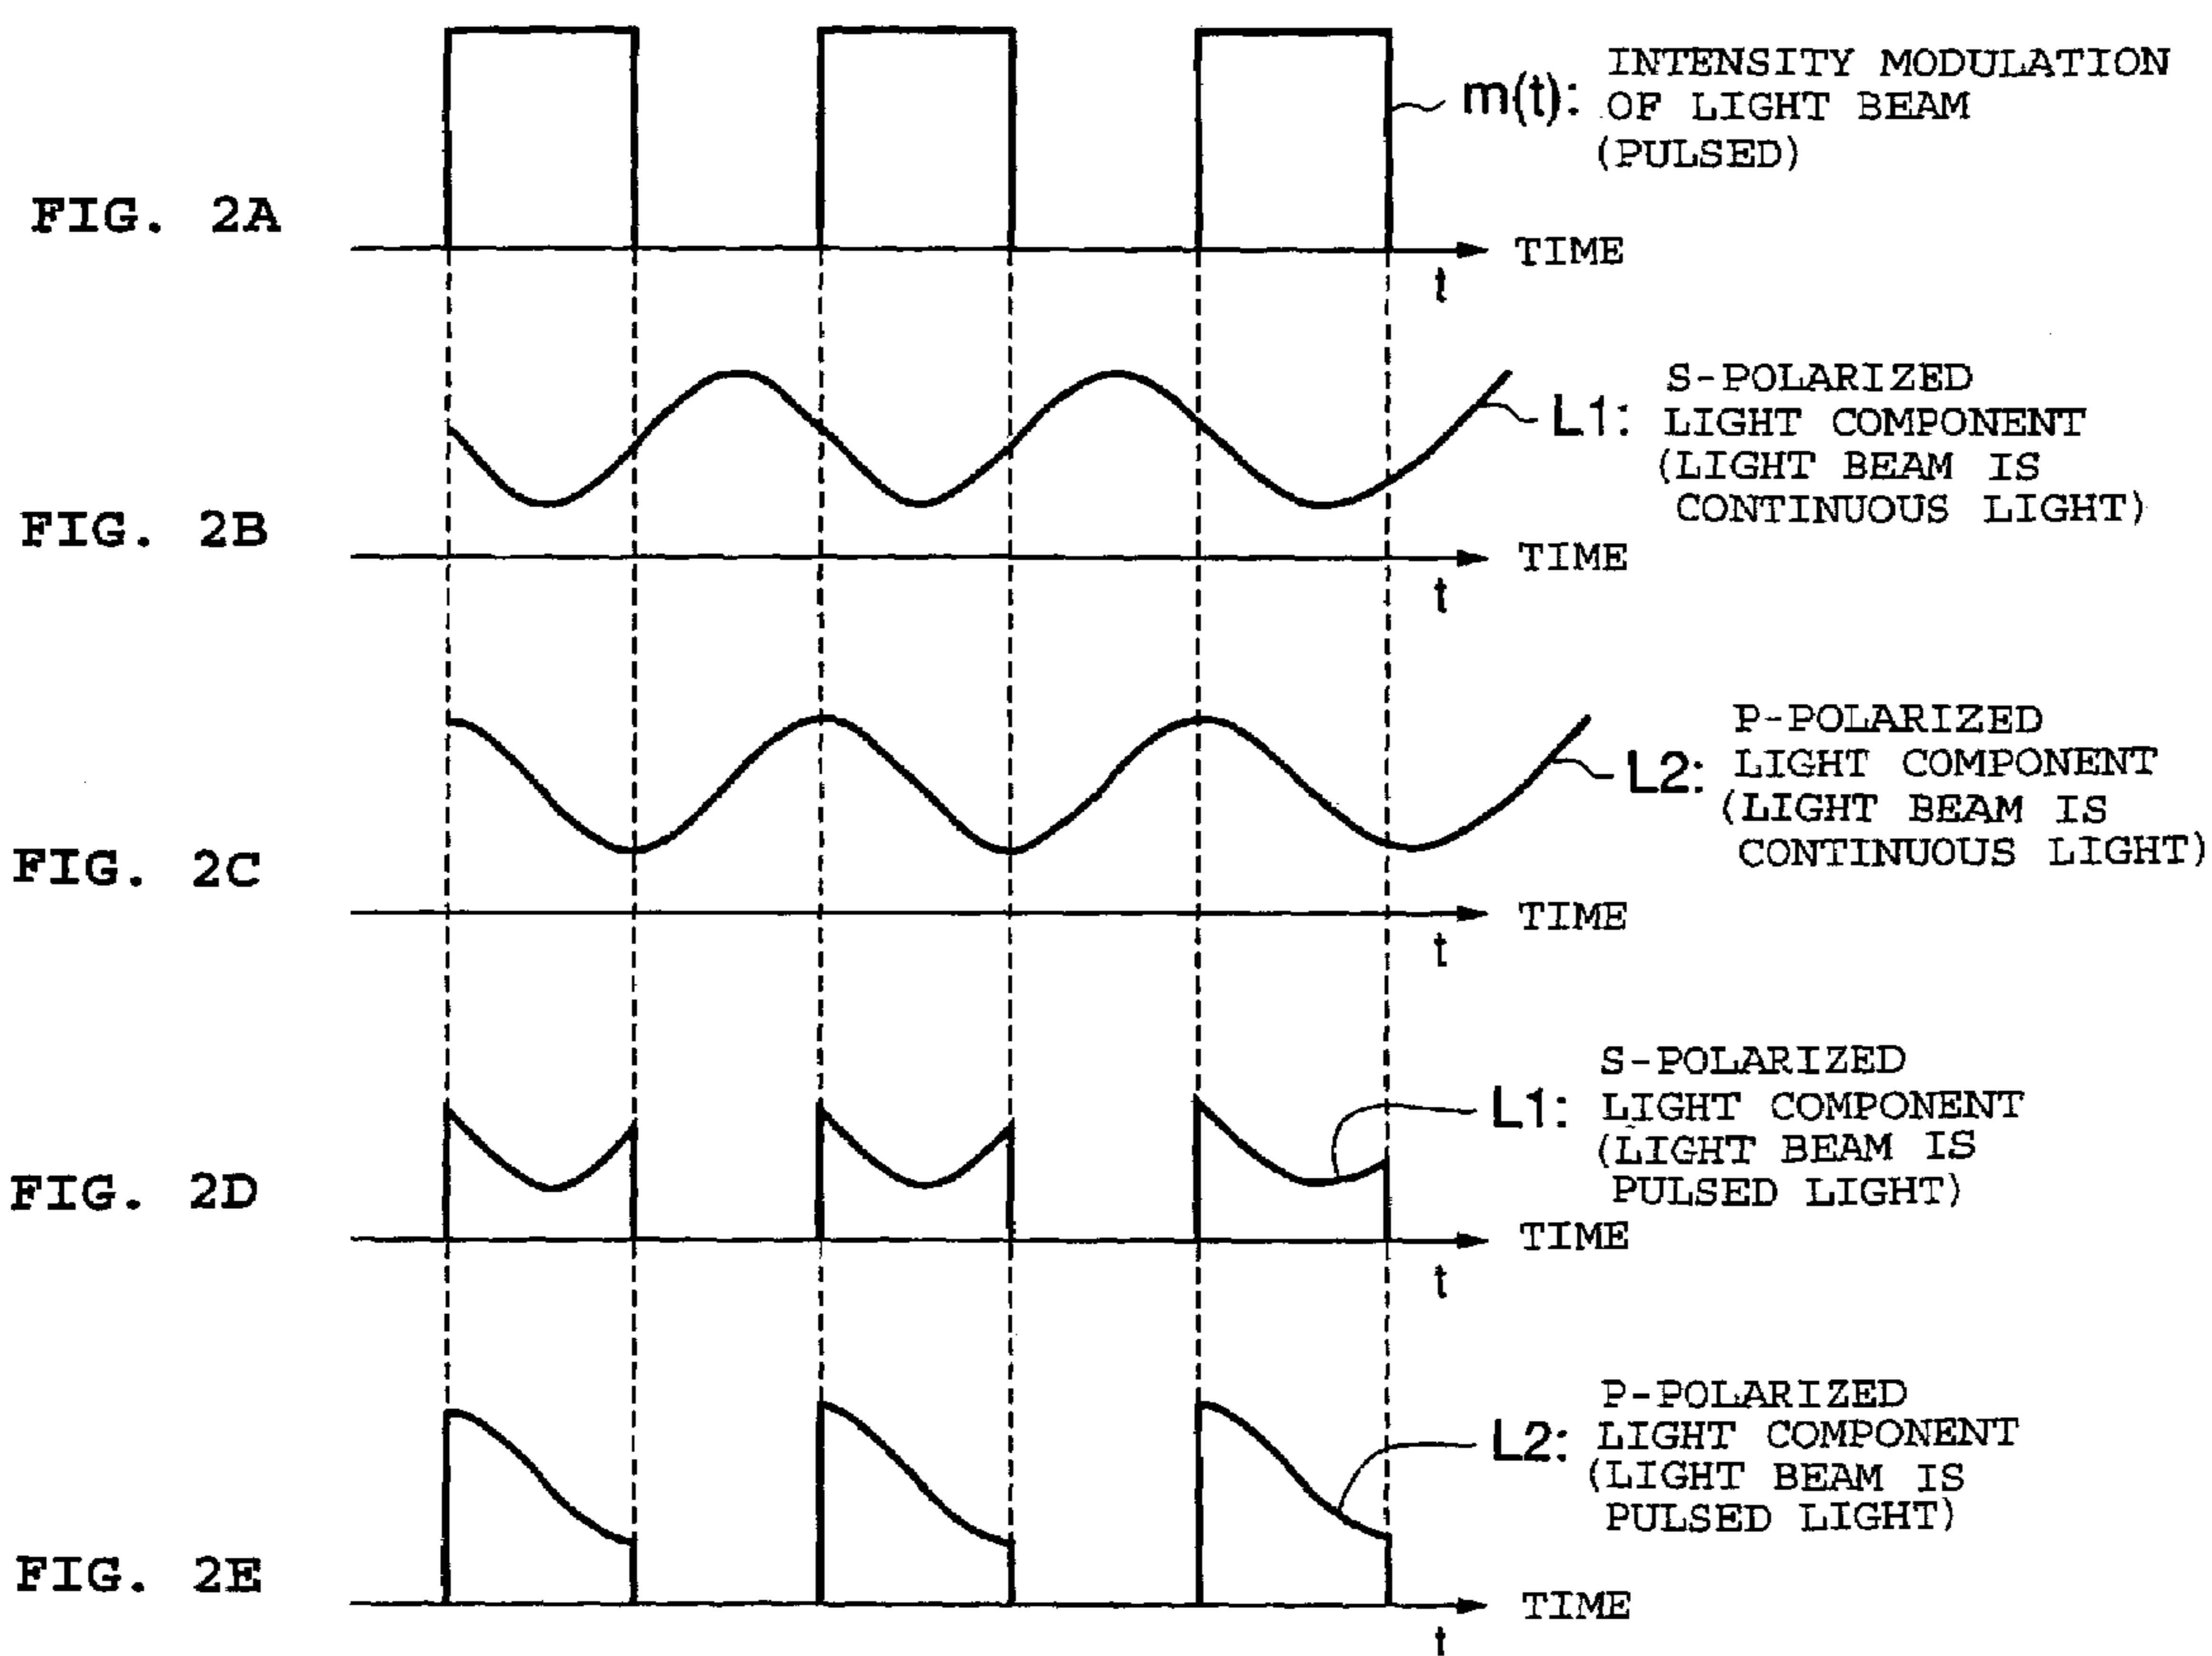 INTENSITY MODULATION
m(t): OF LIGHT BEAM
(PULSED)
FIG. 2A
TIME
t
S-POLARIZED
L1: LIGHT COMPONENT
(LIGHT BEAM IS
CONTINUOUS LIGHT)
FIG. 2B
TIME
t
P-POLARIZED
L2: LIGHT COMPONENT
(LIGHT BEAM IS
CONTINUOUS LIGHT)
FIG. 2C
TIME
t
S-POLARIZED
L1: LIGHT COMPONENT
(LIGHT BEAM IS
PULSED LIGHT)
FIG. 2D
TIME
t
P-POLARIZED
L2: LIGHT COMPONENT
(LIGHT BEAM IS
PULSED LIGHT)
FIG. 2E
TIME
t